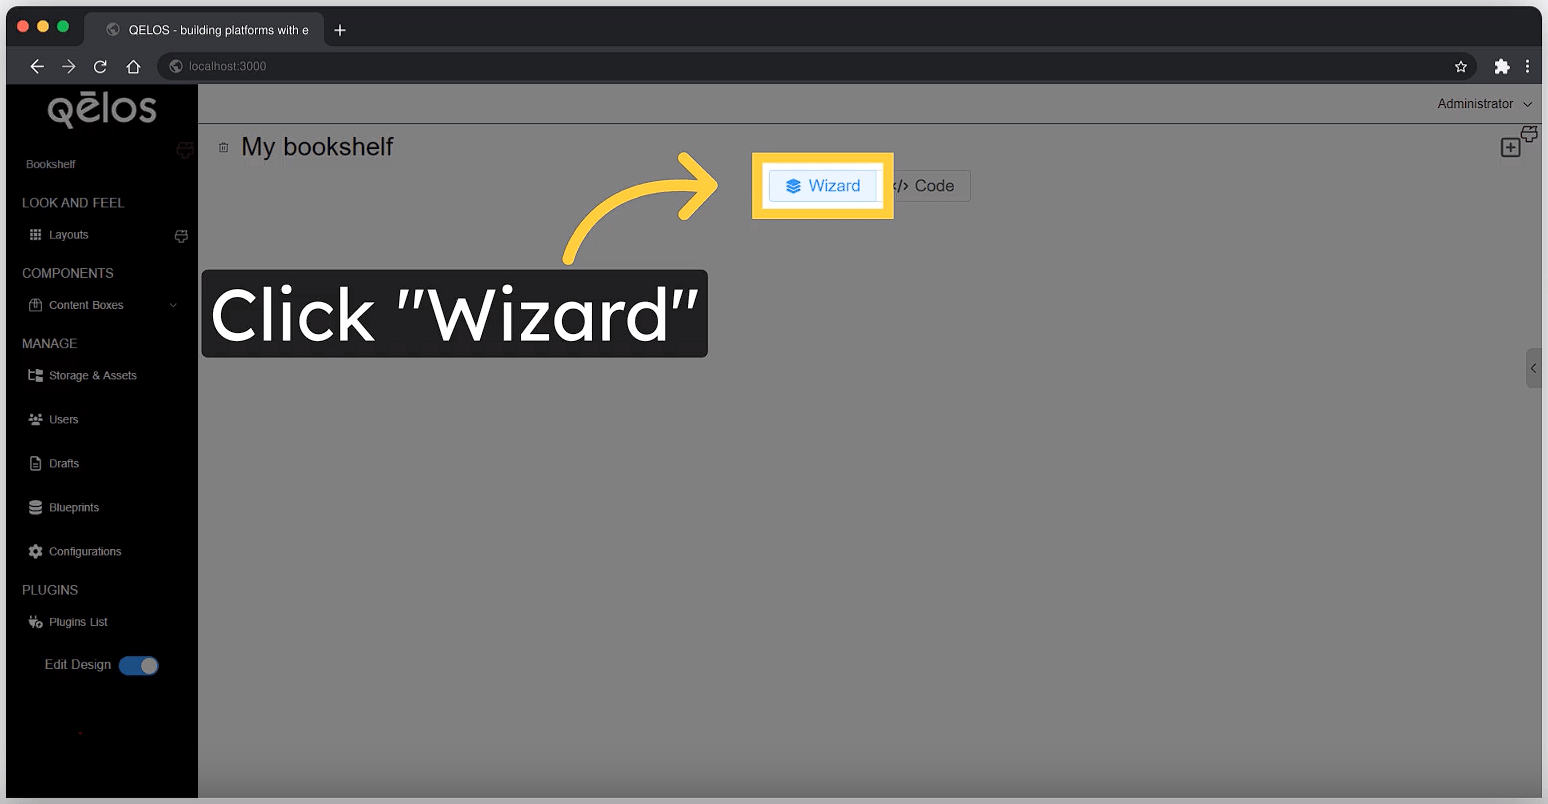 QELOS - building platforms with e
localhost:3000
qēlos
Administrator
My bookshelf
Bookshelf
Wizard
</> Code
LOOK AND FEEL
Layouts
COMPONENTS
Content Boxes
Click "Wizard"
MANAGE
Storage & Assets
Users
Drafts
Blueprints
Configurations
PLUGINS
Plugins List
Edit Design